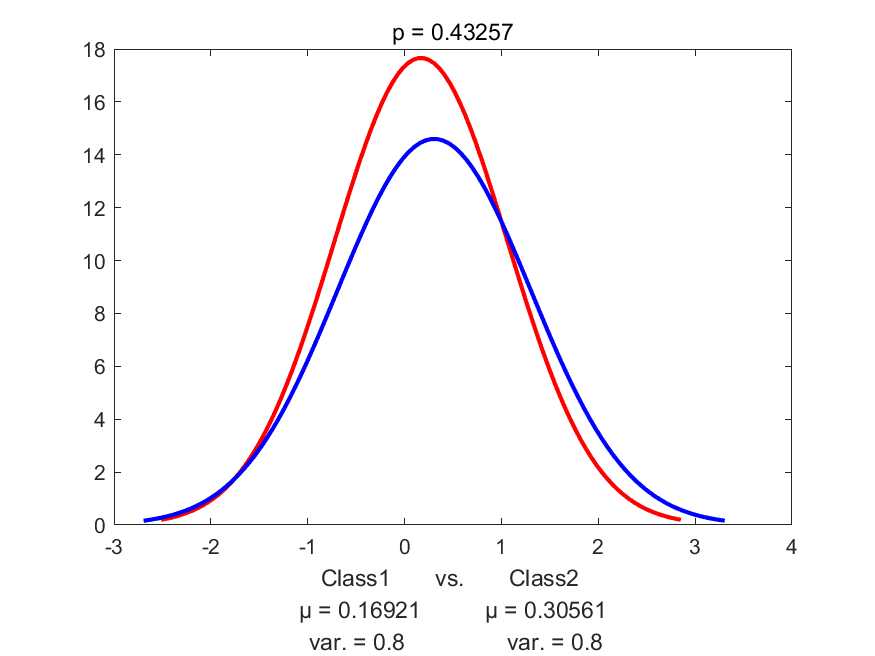 p = 0.43257
18
16
14
12
10
8
6
4
2
0
-3 -2 -1 0 1 2 3 4
Class1 vs. Class2
μ = 0.16921 μ = 0.30561
var. = 0.8 var. = 0.8